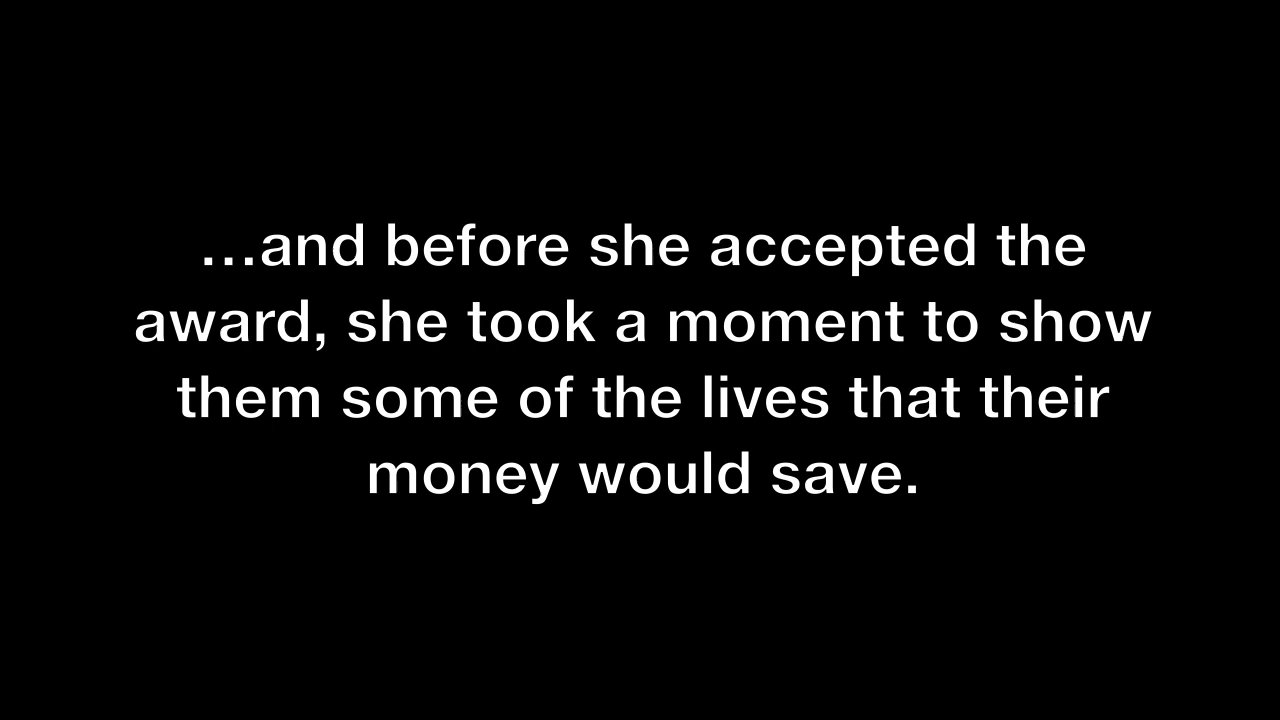 …and before she accepted the
award, she took a moment to show
them some of the lives that their
money would save.